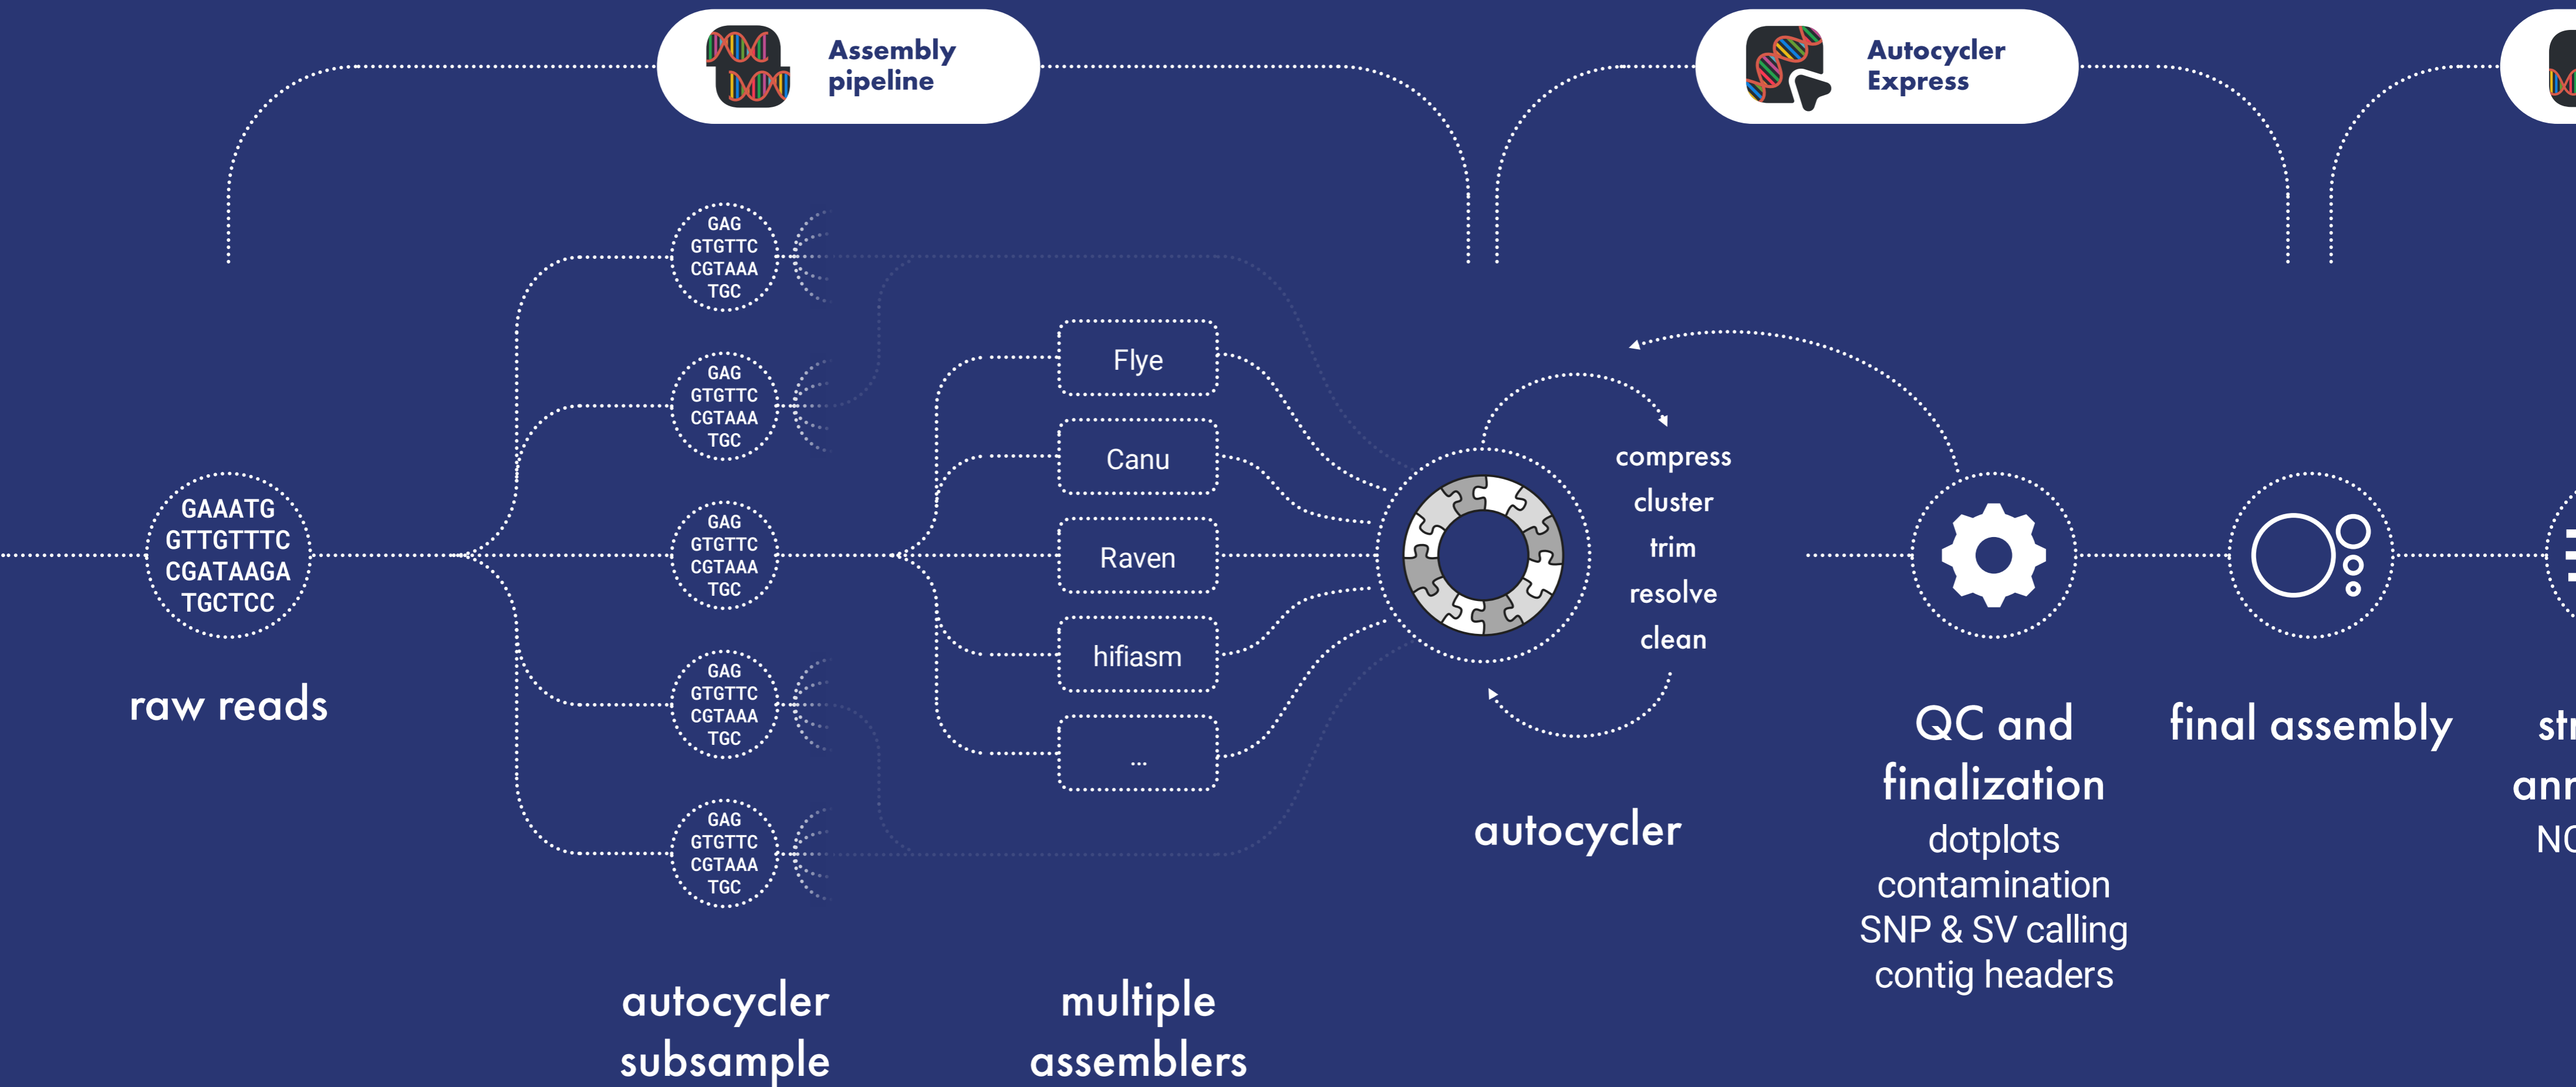 Assembly
pipeline
Autocycler
Express
GAAATG
GTTGTTTC
CGATAAGA
TGCTCC
raw reads
GAG
GTGTTC
CGTAAA
TGC
GAG
GTGTTC
CGTAAA
TGC
GAG
GTGTTC
CGTAAA
TGC
GAG
GTGTTC
CGTAAA
TGC
GAG
GTGTTC
CGTAAA
TGC
autocycler
subsample
Flye
Canu
Raven
hifiasm
...
multiple
assemblers
compress
cluster
trim
resolve
clean
autocycler
QC and
finalization
dotplots
contamination
SNP & SV calling
contig headers
final assembly